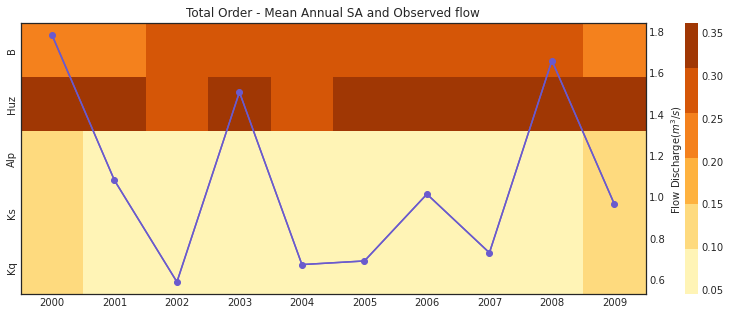 Total Order - Mean Annual SA and Observed flow
B
Huz
Alp
Ks
Kq
2000 2001 2002 2003 2004 2005 2006 2007 2008 2009
1.8
1.6
1.4
1.2
1.0
0.8
0.6
Flow Discharge(m³/s)
0.35
0.30
0.25
0.20
0.15
0.10
0.05